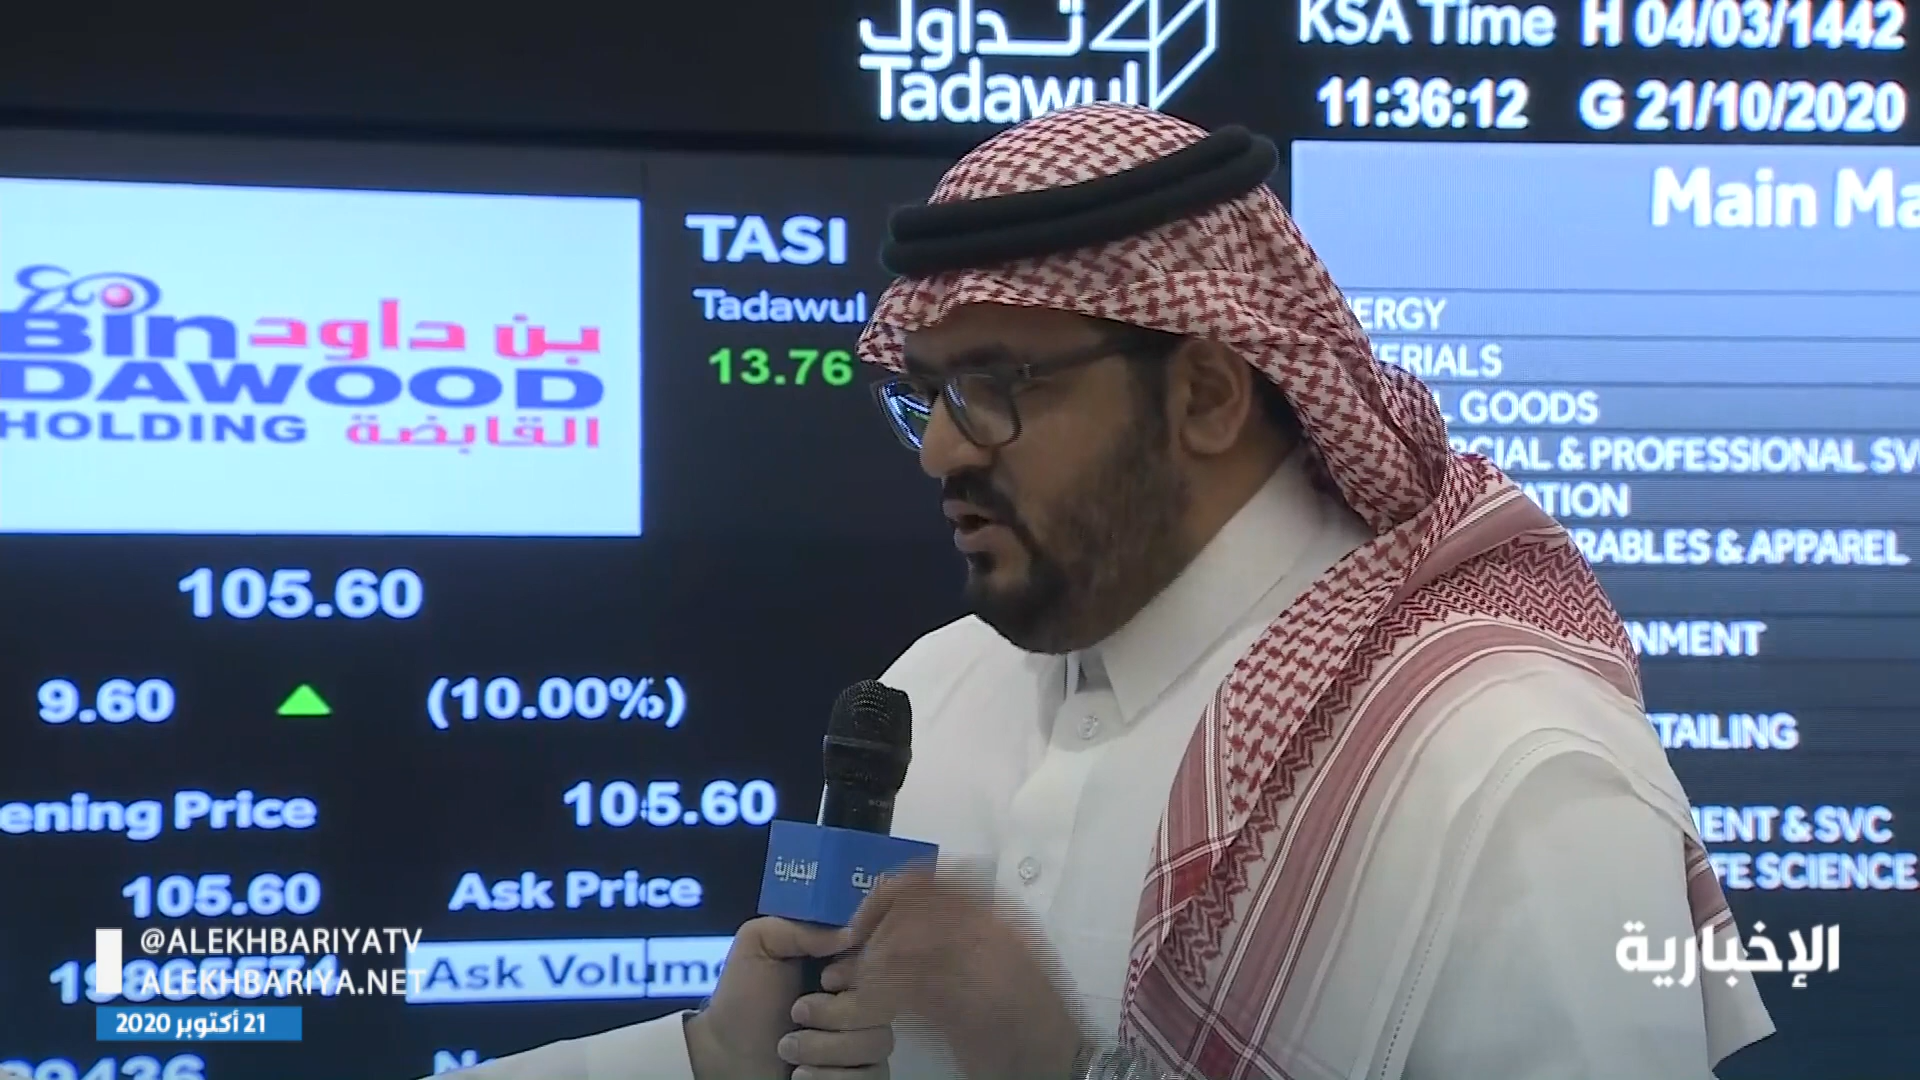 تداول
Tadawul
KSA Time H 04/03/1442
11:36:12 G 21/10/2020
Main Ma
بن داود
Bin
DAWOOD
HOLDING القابضة
TASI
Tadawul
13.76
ERGY
ERIALS
L GOODS
RCIAL & PROFESSIONAL SV
TATION
RABLES & APPAREL
NMENT
TAILING
MENT & SVC
FE SCIENCE
105.60
9.60 (10.00%)
ening Price 105.60
105.60 Ask Price
Ask Volume
الإخبارية
@ALEKHBARIYATV
ALEKHBARIYA.NET
21 أكتوبر 2020
الإخبارية